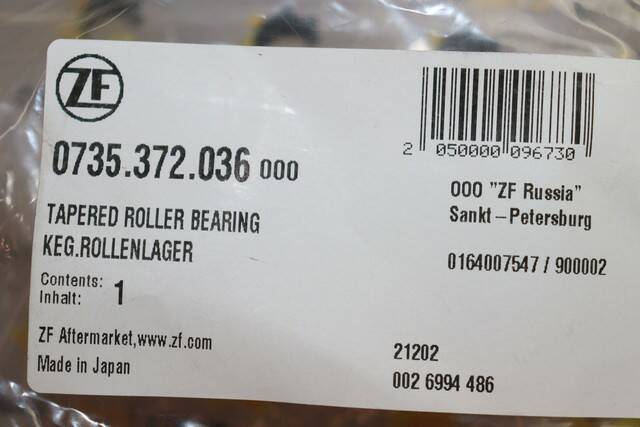 ZF
0735.372.036 000
TAPERED ROLLER BEARING
KEG.ROLLENLAGER
Contents:
Inhalt: 1
ZF Aftermarket,www.zf.com
Made in Japan
2 050000 096730
ООО "ZF Russia"
Sankt-Petersburg
0164007547 / 900002
21202
002 6994 486